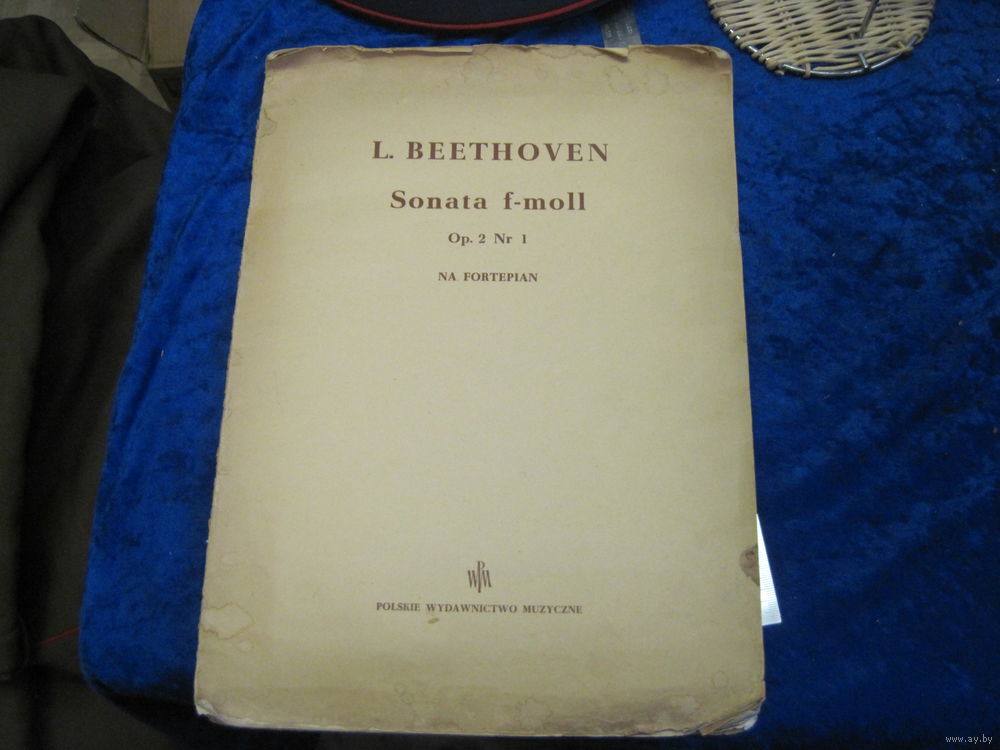 L. BEETHOVEN
Sonata f-moll
Op. 2 Nr 1
NA FORTEPIAN
PWM
POLSKIE WYDAWNICTWO MUZYCZNE
www.ay.by